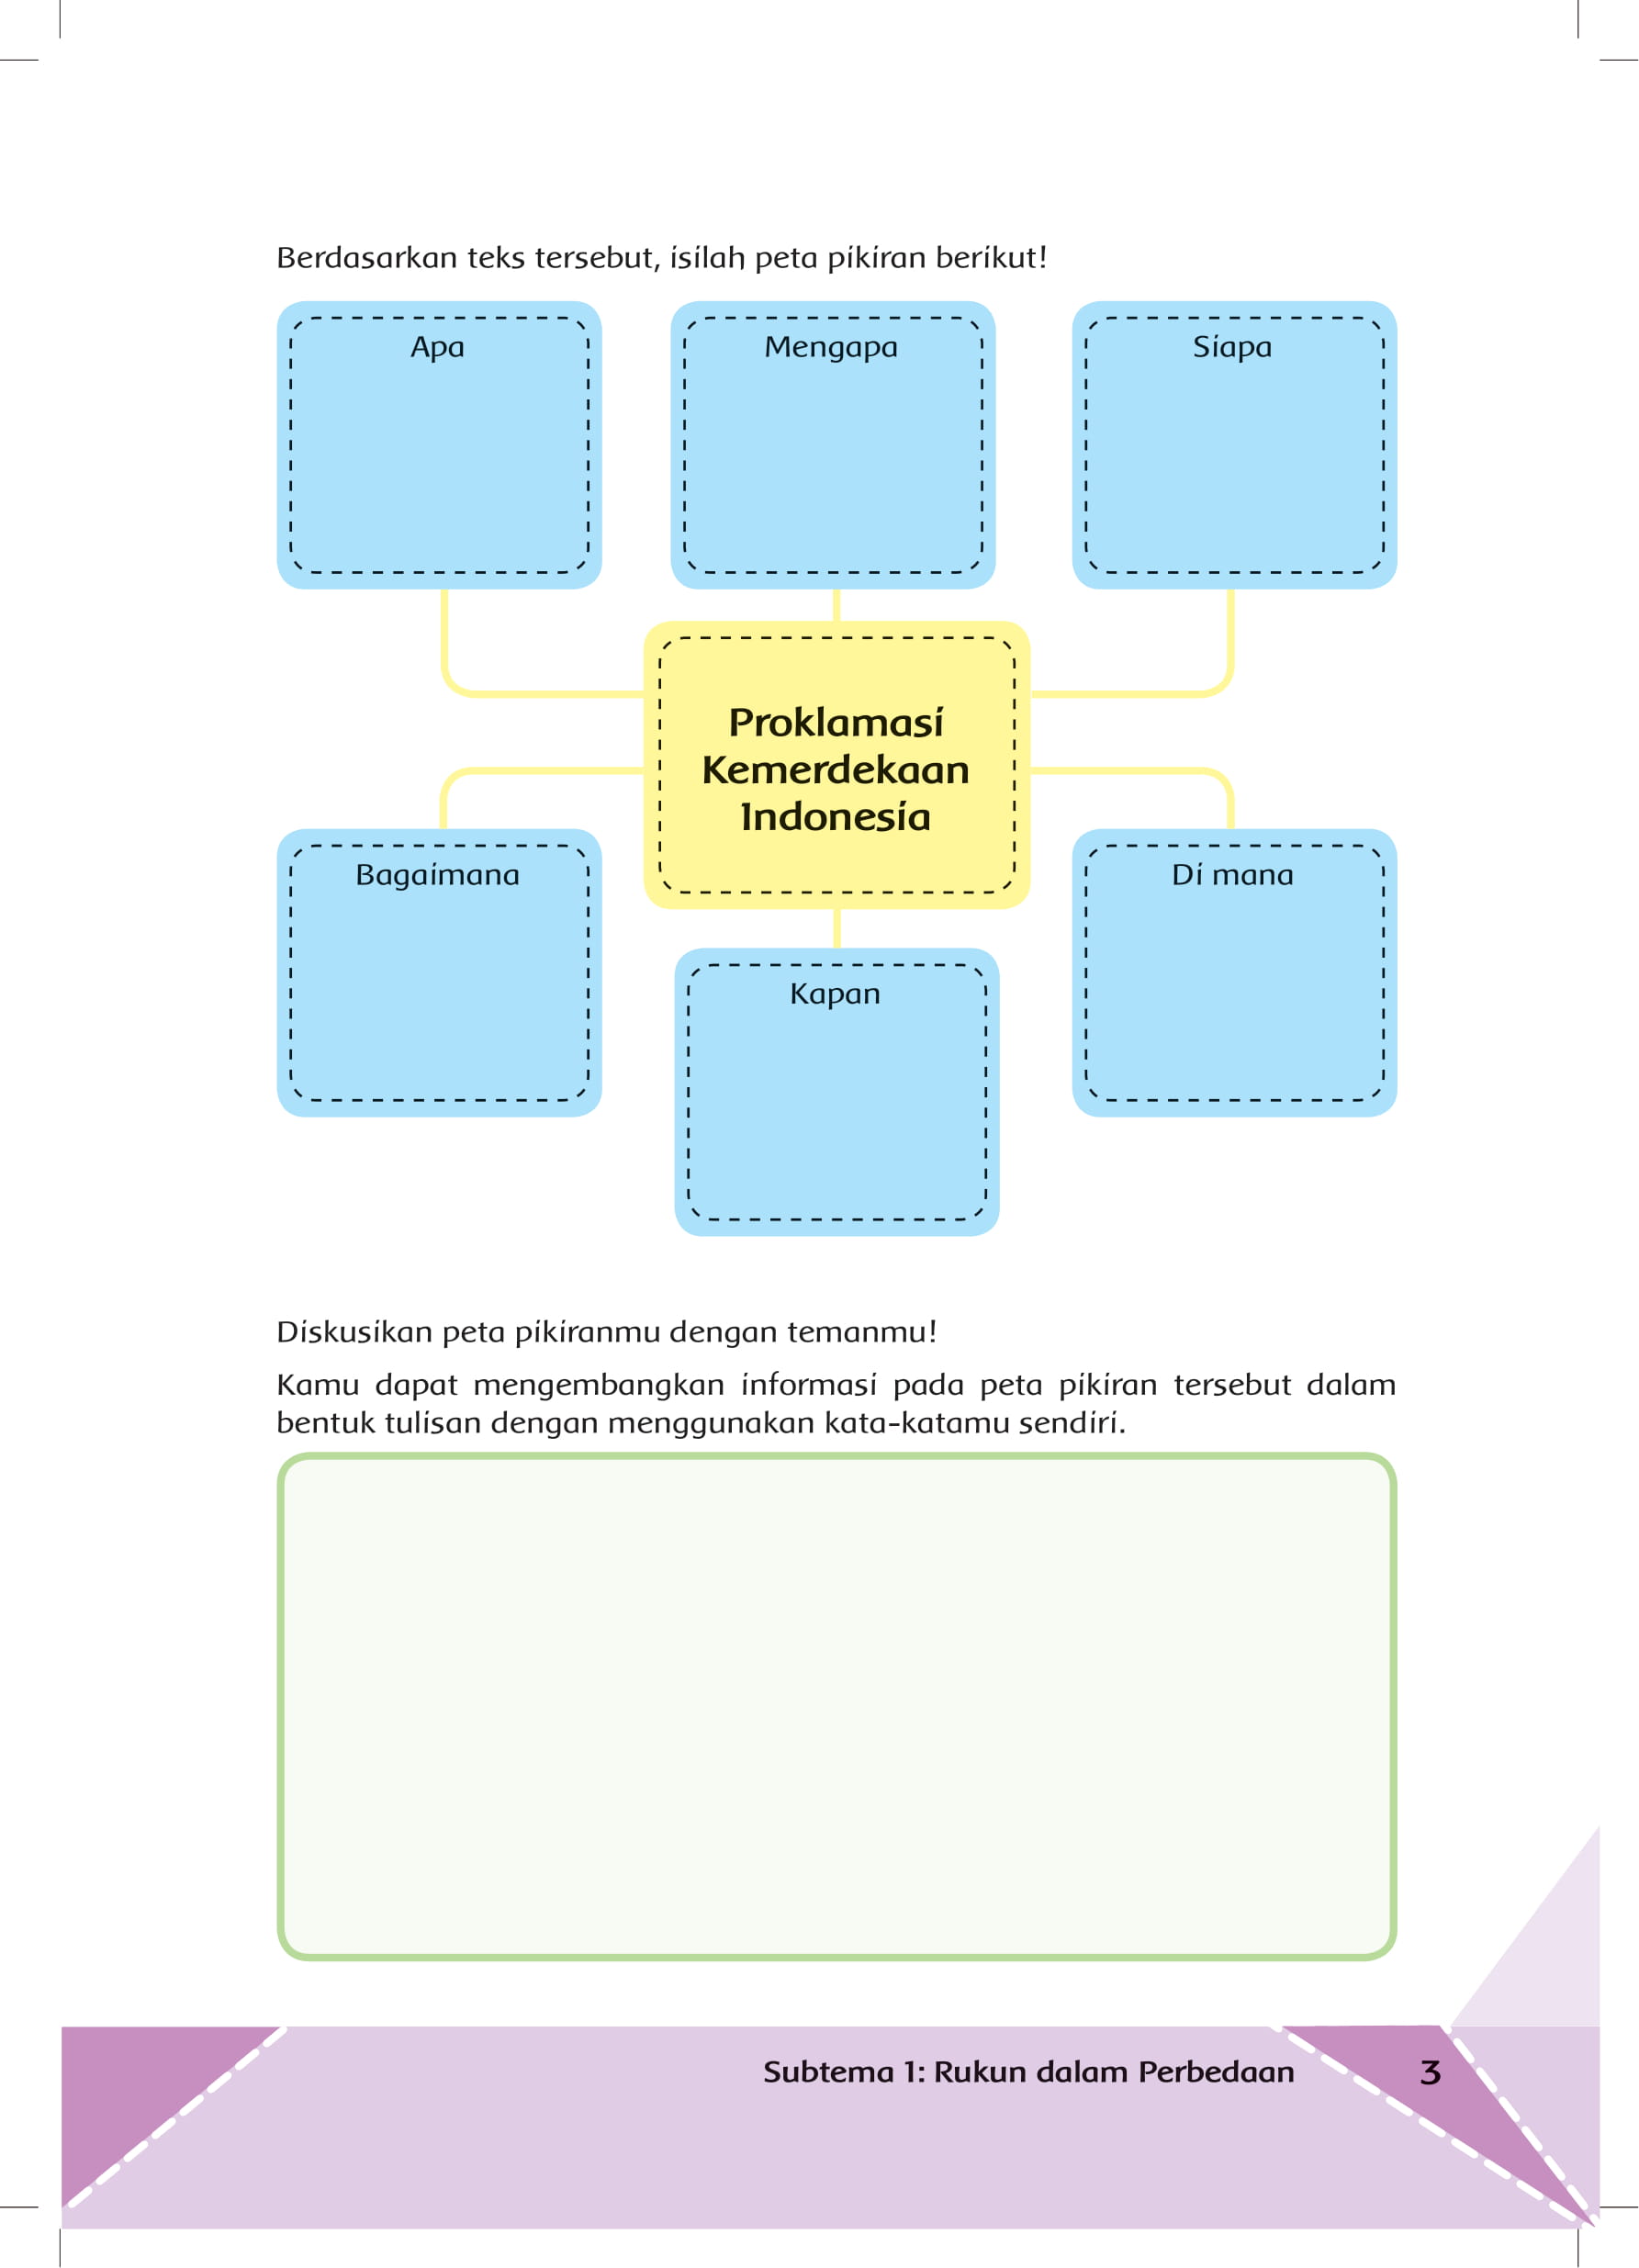 Berdasarkan teks tersebut, isilah peta pikiran berikut!
Apa
Mengapa
Siapa
Proklamasi
Kemerdekaan
Indonesia
Bagaimana
Di mana
Kapan
Diskusikan peta pikiranmu dengan temanmu!
Kamu dapat mengembangkan informasi pada peta pikiran tersebut dalam
bentuk tulisan dengan menggunakan kata-katamu sendiri.
Subtema 1: Rukun dalam Perbedaan
3